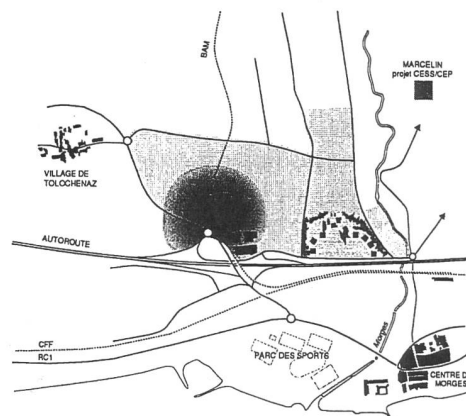 BAM
MARCELIN
projet CESS/CEP
VILLAGE DE
TOLOCHENAZ
AUTOROUTE
Morges
CFF
RC1
PARC DES SPORTS
CENTRE D
MORGES